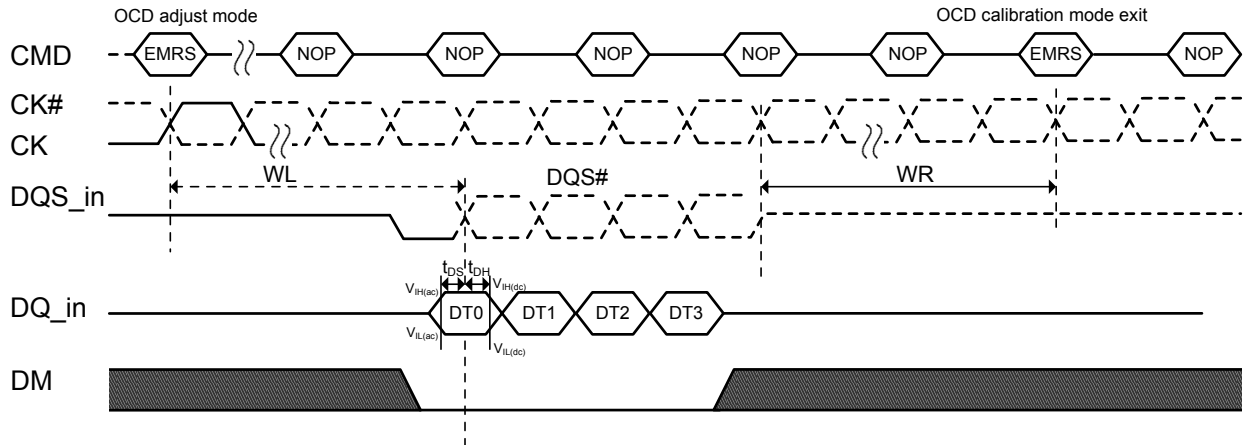 OCD adjust mode OCD calibration mode exit
CMD EMRS NOP NOP NOP NOP NOP EMRS NOP
CK#
CK
WL DQS# WR
DQS_in
tDS tDH
VIH(ac) VIH(dc)
DQ_in DT0 DT1 DT2 DT3
VIL(ac) VIL(dc)
DM